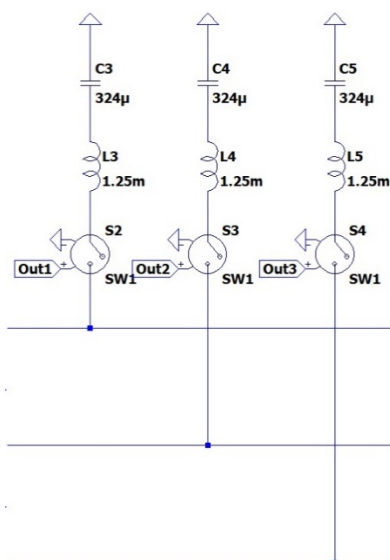 C3
324µ
L3
1.25m
S2
Out1
+
SW1
C4
324µ
L4
1.25m
S3
Out2
+
SW1
C5
324µ
L5
1.25m
S4
Out3
+
SW1